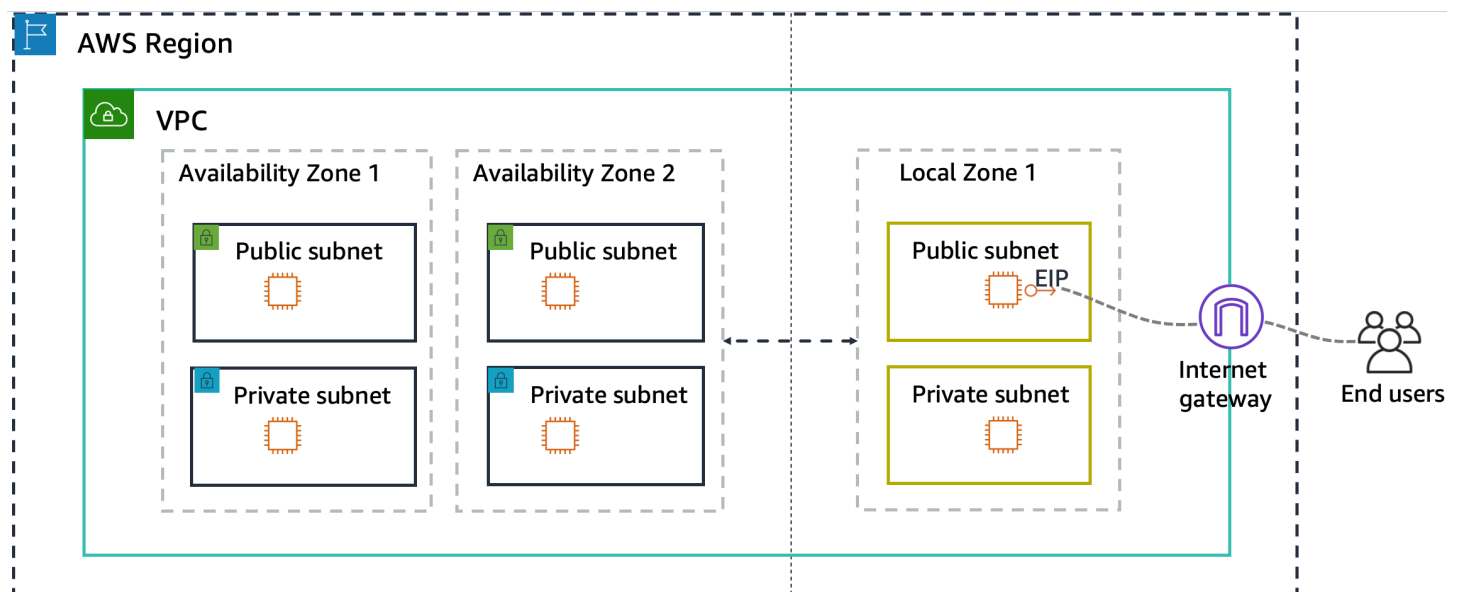 AWS Region
VPC
Availability Zone 1
Availability Zone 2
Local Zone 1
Public subnet
Public subnet
Public subnet
EIP
Private subnet
Private subnet
Private subnet
Internet
gateway
End users